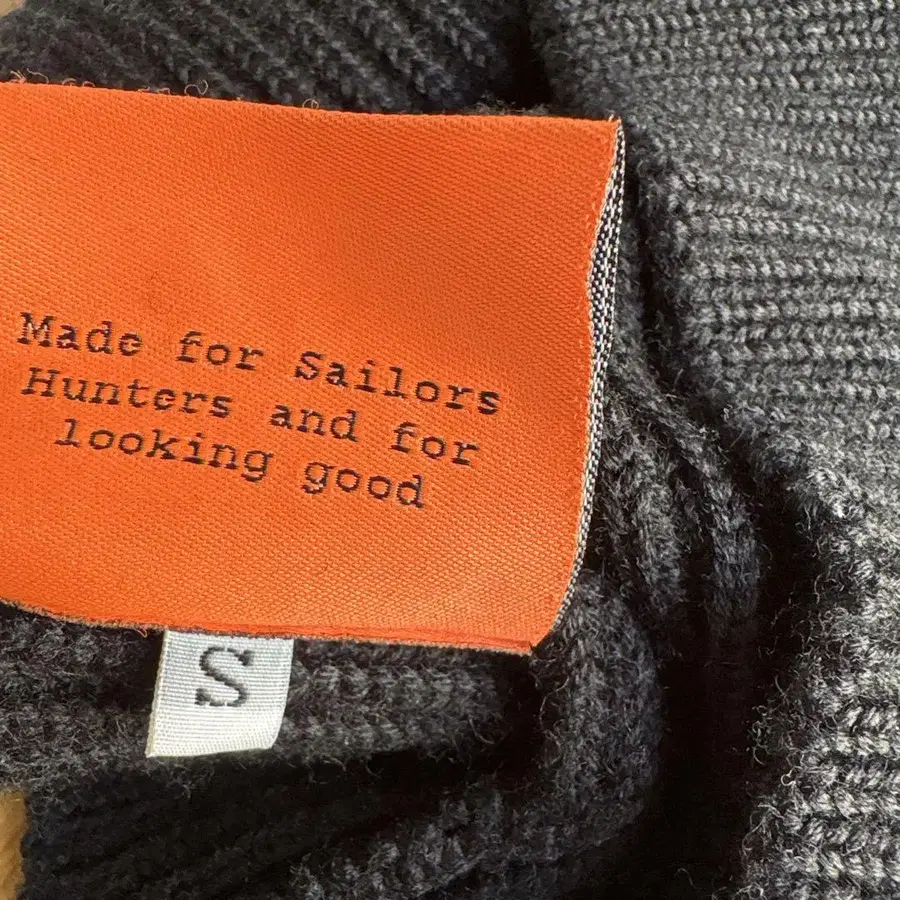 Made for Sailors
Hunters and for
looking good
S